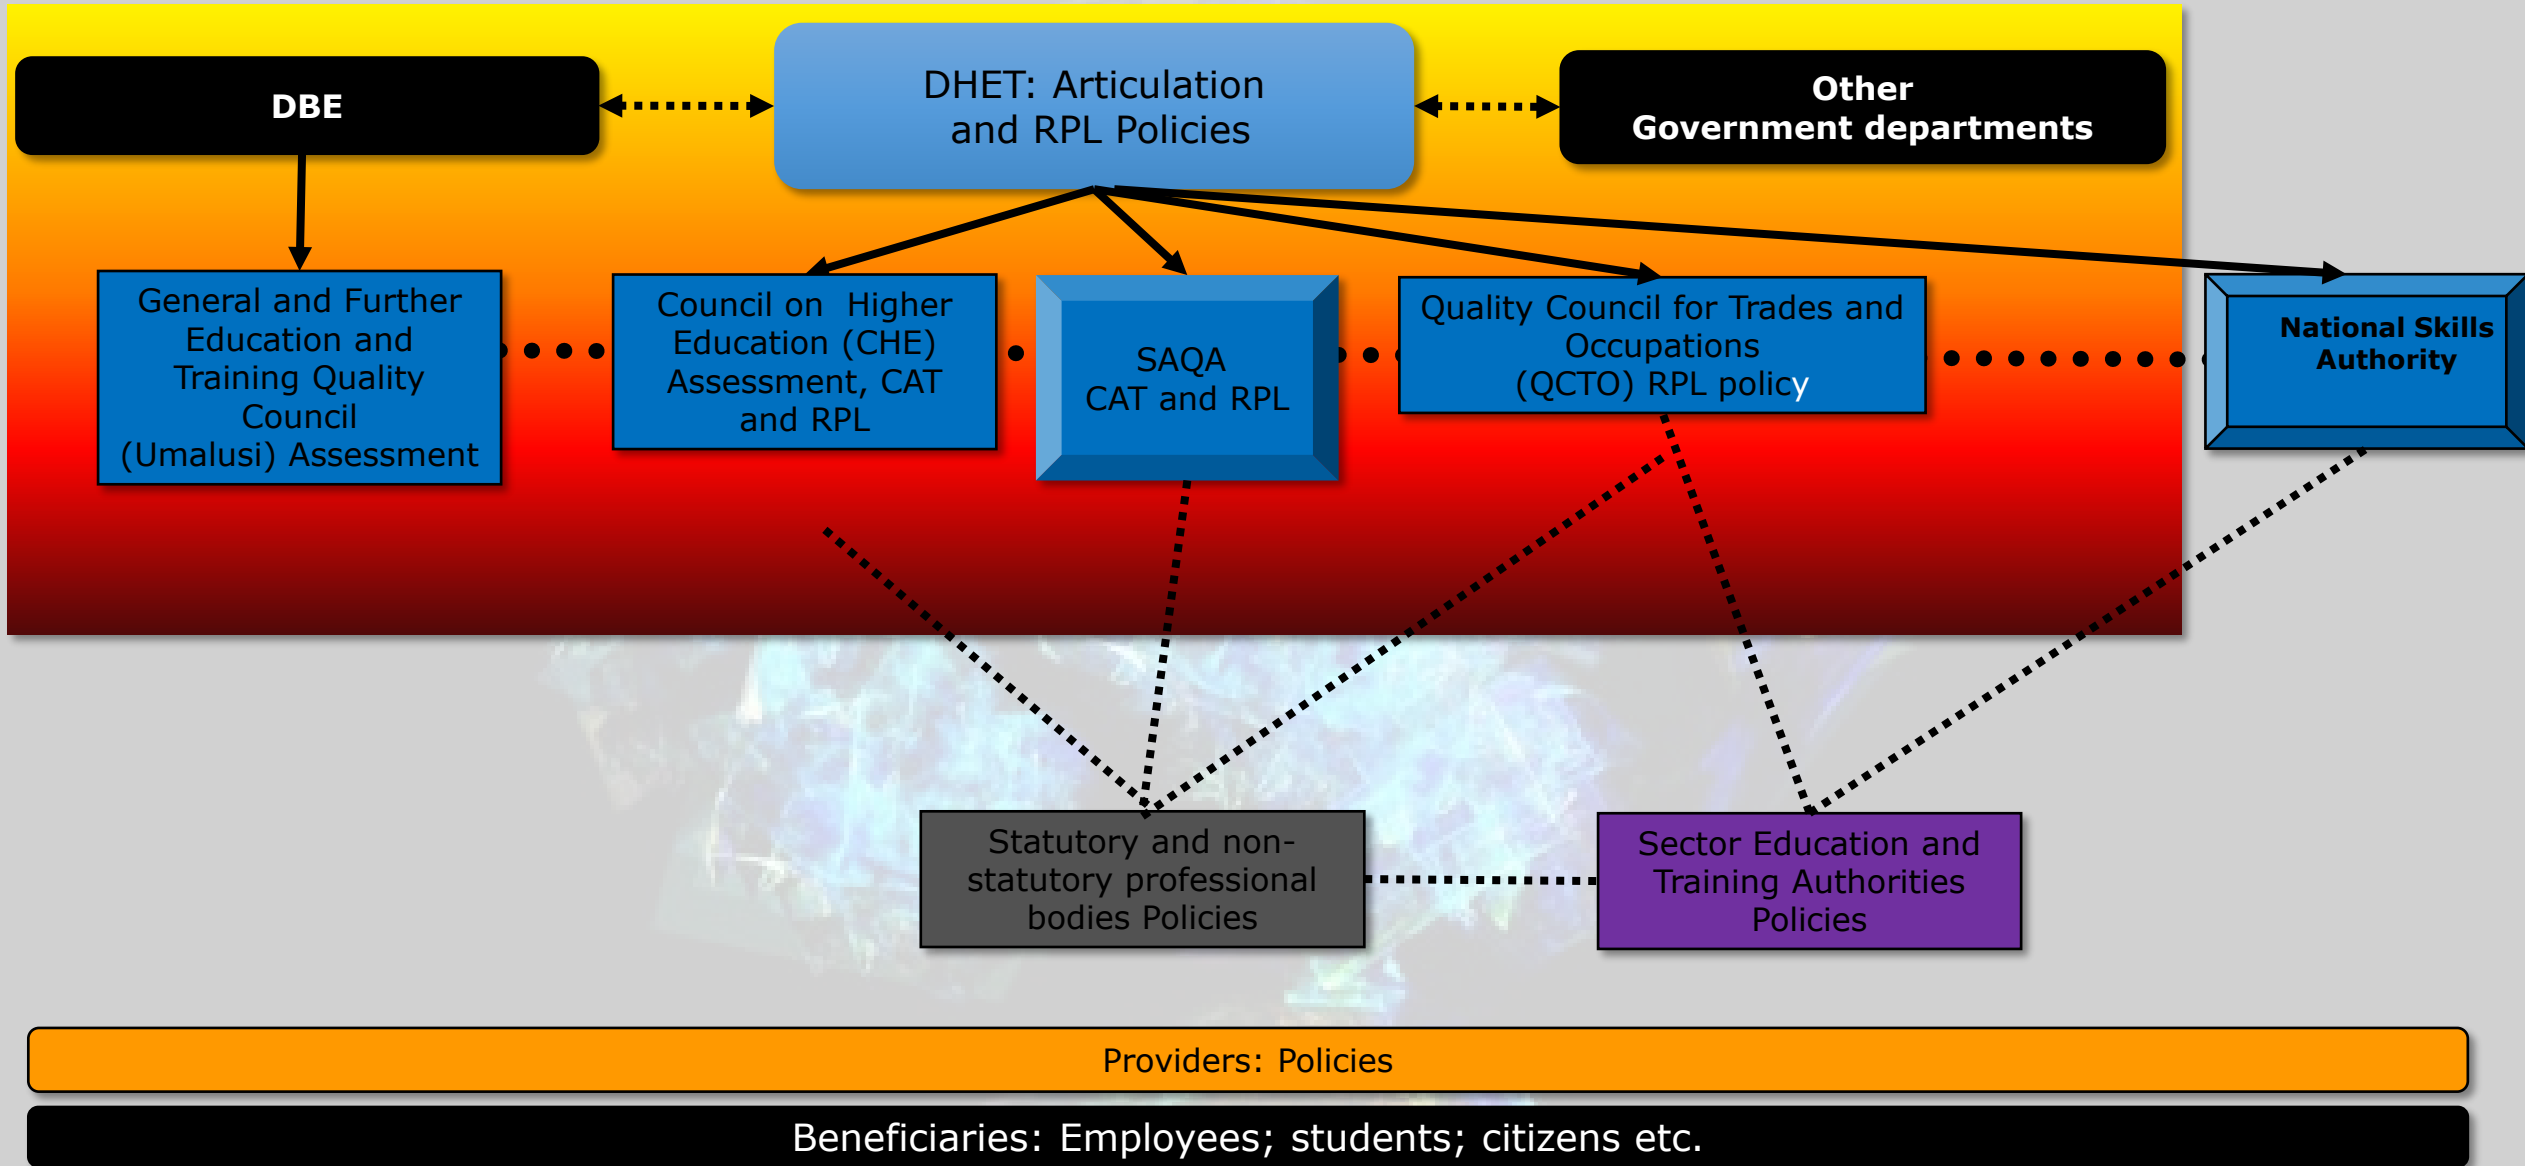 DBE
DHET: Articulation
and RPL Policies
Other
Government departments
General and Further
Education and
Training Quality
Council
(Umalusi) Assessment
Council on  Higher
Education (CHE)
Assessment, CAT
and RPL
SAQA
CAT and RPL
Quality Council for Trades and
Occupations
(QCTO) RPL policy
National Skills
Authority
Statutory and non-
statutory professional
bodies Policies
Sector Education and
Training Authorities
Policies
Providers: Policies
Beneficiaries: Employees; students; citizens etc.